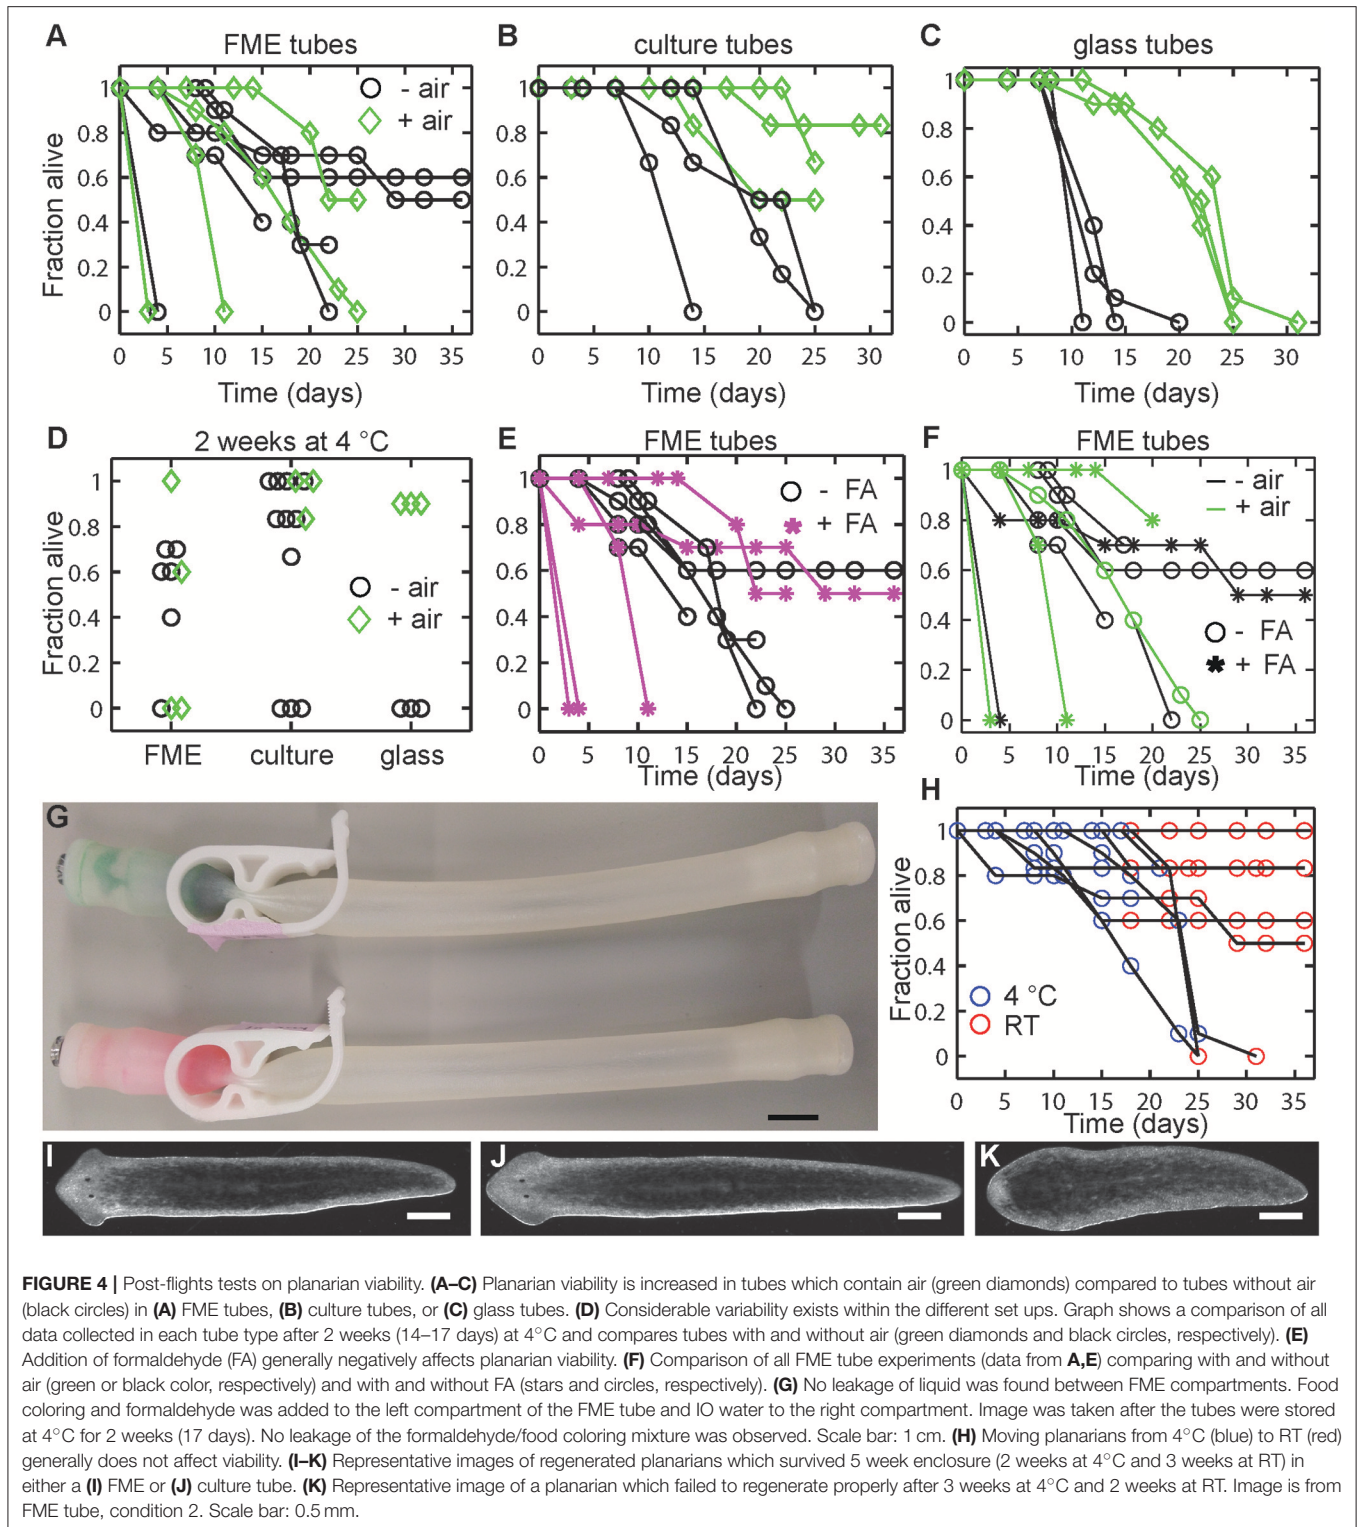 A
FME tubes
Fraction alive
1
0.8
0.6
0.4
0.2
0
0 5 10 15 20 25 30 35
Time (days)
- air
+ air
B
culture tubes
1
0.8
0.6
0.4
0.2
0
0 5 10 15 20 25 30
Time (days)
C
glass tubes
1
0.8
0.6
0.4
0.2
0
0 5 10 15 20 25 30
Time (days)
D
2 weeks at 4 °C
Fraction alive
1
0.8
0.6
0.4
0.2
0
- air
+ air
FME culture glass
E
FME tubes
1
0.8
0.6
0.4
0.2
0
- FA
+ FA
0 5 10 15 20 25 30 35
Time (days)
F
FME tubes
1
0.8
0.6
0.4
0.2
0
- air
+ air
- FA
+ FA
0 5 10 15 20 25 30 35
Time (days)
G
H
Fraction alive
1
0.8
0.6
0.4
0.2
0
4 °C
RT
0 5 10 15 20 25 30 35
Time (days)
I
J
K
FIGURE 4 | Post-flights tests on planarian viability. (A–C) Planarian viability is increased in tubes which contain air (green diamonds) compared to tubes without air
(black circles) in (A) FME tubes, (B) culture tubes, or (C) glass tubes. (D) Considerable variability exists within the different set ups. Graph shows a comparison of all
data collected in each tube type after 2 weeks (14–17 days) at 4°C and compares tubes with and without air (green diamonds and black circles, respectively). (E)
Addition of formaldehyde (FA) generally negatively affects planarian viability. (F) Comparison of all FME tube experiments (data from A,E) comparing with and without
air (green or black color, respectively) and with and without FA (stars and circles, respectively). (G) No leakage of liquid was found between FME compartments. Food
coloring and formaldehyde was added to the left compartment of the FME tube and IO water to the right compartment. Image was taken after the tubes were stored
at 4°C for 2 weeks (17 days). No leakage of the formaldehyde/food coloring mixture was observed. Scale bar: 1 cm. (H) Moving planarians from 4°C (blue) to RT (red)
generally does not affect viability. (I–K) Representative images of regenerated planarians which survived 5 week enclosure (2 weeks at 4°C and 3 weeks at RT) in
either a (I) FME or (J) culture tube. (K) Representative image of a planarian which failed to regenerate properly after 3 weeks at 4°C and 2 weeks at RT. Image is from
FME tube, condition 2. Scale bar: 0.5 mm.